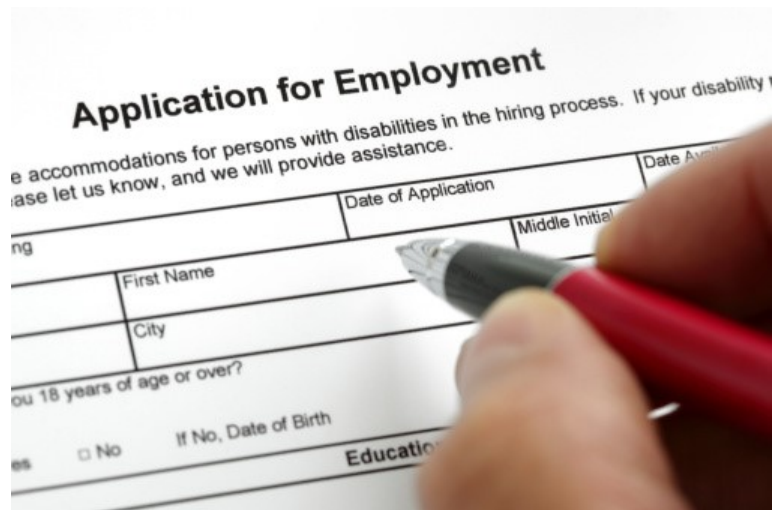 Application for Employment
e accommodations for persons with disabilities in the hiring process. If your disability
ase let us know, and we will provide assistance.
ng Date of Application Date
First Name Middle Initial
City
ou 18 years of age or over?
es □ No If No, Date of Birth